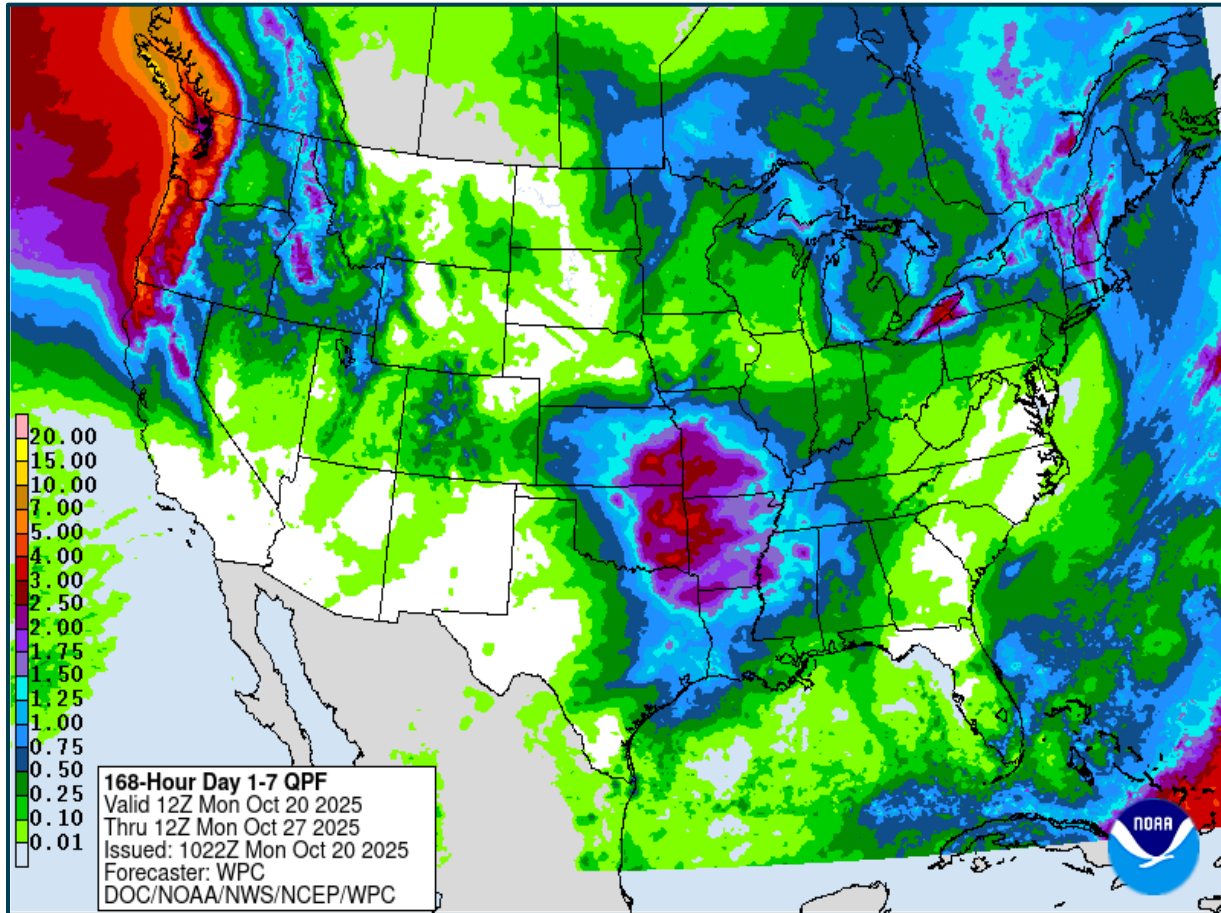 20.00
15.00
10.00
7.00
5.00
4.00
3.00
2.50
2.00
1.75
1.50
1.25
1.00
0.75
0.50
0.25
0.10
0.01
168-Hour Day 1-7 QPF
Valid 12Z Mon Oct 20 2025
Thru 12Z Mon Oct 27 2025
Issued: 1022Z Mon Oct 20 2025
Forecaster: WPC
DOC/NOAA/NWS/NCEP/WPC
NOAA